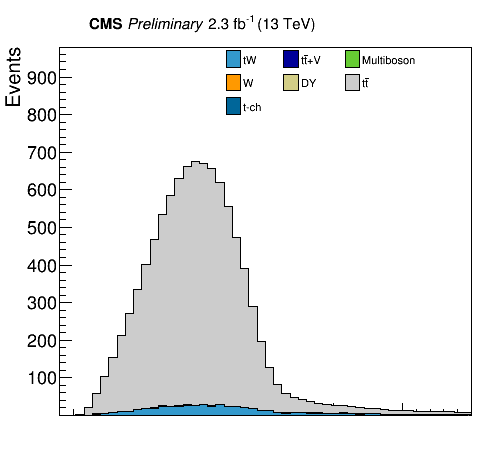 CMS Preliminary 2.3 fb⁻¹ (13 TeV)
Events
tW
tt̄+V
Multiboson
W
DY
tt̄
t-ch
900
800
700
600
500
400
300
200
100